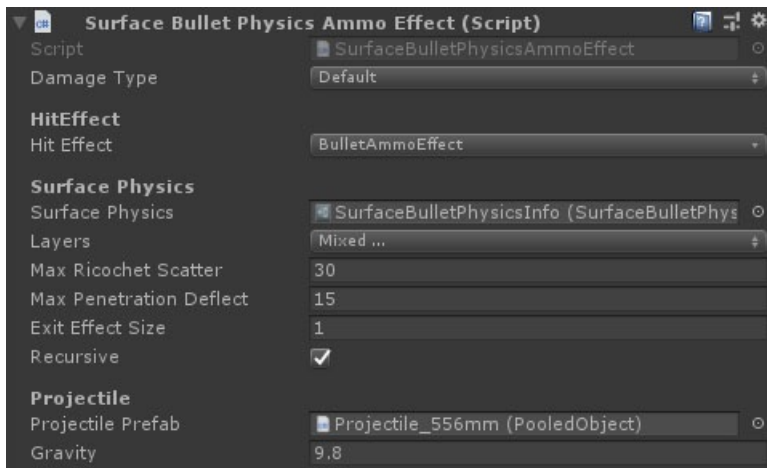 Surface Bullet Physics Ammo Effect (Script)
Script SurfaceBulletPhysicsAmmoEffect
Damage Type Default
HitEffect
Hit Effect BulletAmmoEffect
Surface Physics
Surface Physics SurfaceBulletPhysicsInfo (SurfaceBulletPhys
Layers Mixed ...
Max Ricochet Scatter 30
Max Penetration Deflect 15
Exit Effect Size 1
Recursive
Projectile
Projectile Prefab Projectile_556mm (PooledObject)
Gravity 9.8